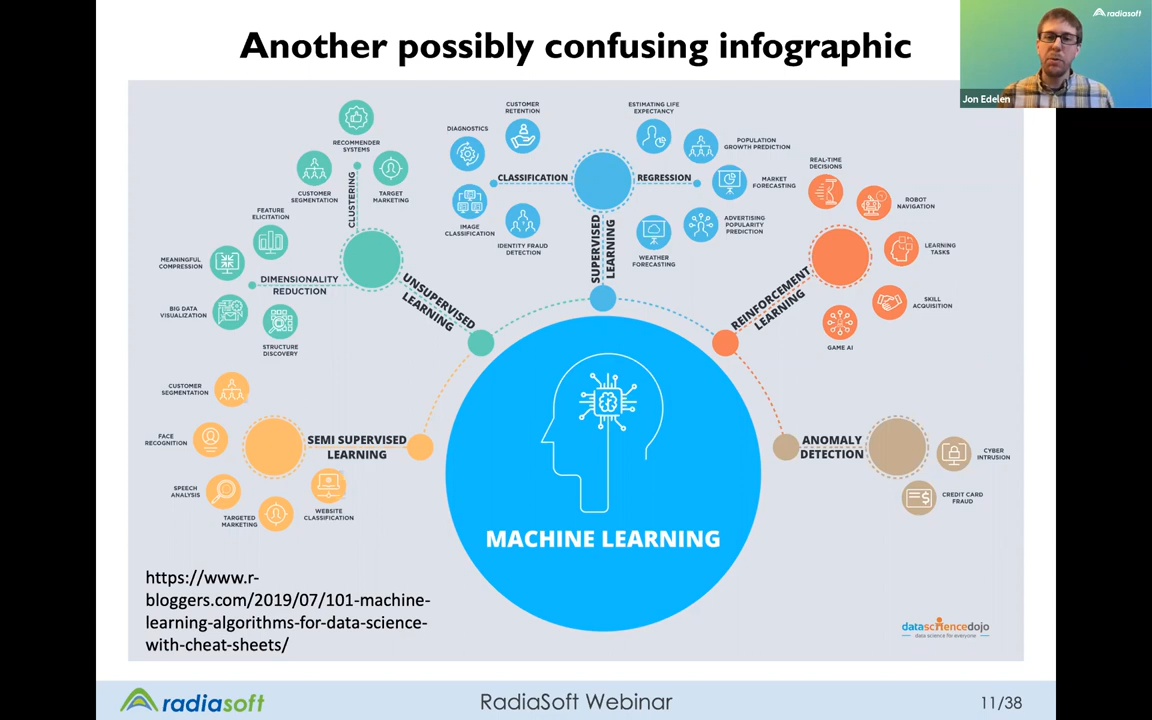 Another possibly confusing infographic
radiasoft
Jon Edelen
RECOMMENDER
SYSTEMS
CUSTOMER
SEGMENTATION
TARGET
MARKETING
CLUSTERING
FEATURE
ELICITATION
MEANINGFUL
COMPRESSION
DIMENSIONALITY
REDUCTION
BIG DATA
VISUALIZATION
STRUCTURE
DISCOVERY
UNSUPERVISED
LEARNING
CUSTOMER
RETENTION
DIAGNOSTICS
CLASSIFICATION
IMAGE
CLASSIFICATION
IDENTITY FRAUD
DETECTION
SUPERVISED
LEARNING
ESTIMATING LIFE
EXPECTANCY
POPULATION
GROWTH PREDICTION
REGRESSION
MARKET
FORECASTING
ADVERTISING
POPULARITY
PREDICTION
WEATHER
FORECASTING
REAL-TIME
DECISIONS
ROBOT
NAVIGATION
LEARNING
TASKS
SKILL
ACQUISITION
GAME AI
REINFORCEMENT
LEARNING
CUSTOMER
SEGMENTATION
FACE
RECOGNITION
SEMI SUPERVISED
LEARNING
SPEECH
ANALYSIS
TARGETED
MARKETING
WEBSITE
CLASSIFICATION
ANOMALY
DETECTION
CYBER
INTRUSION
CREDIT CARD
FRAUD
MACHINE LEARNING
https://www.r-
bloggers.com/2019/07/101-machine-
learning-algorithms-for-data-science-
with-cheat-sheets/
datasciencedojo
data science for everyone
radiasoft
RadiaSoft Webinar
11/38